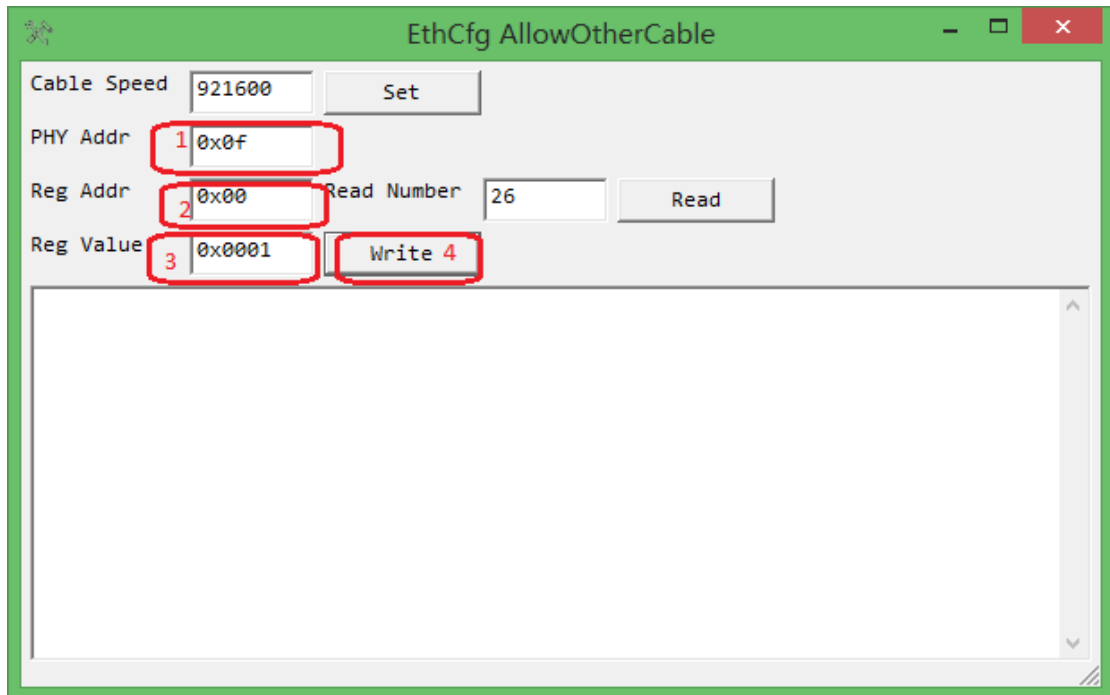 EthCfg AllowOtherCable
Cable Speed 921600 Set
PHY Addr 1 0x0f
Reg Addr 2 0x00 Read Number 26 Read
Reg Value 3 0x0001 Write 4